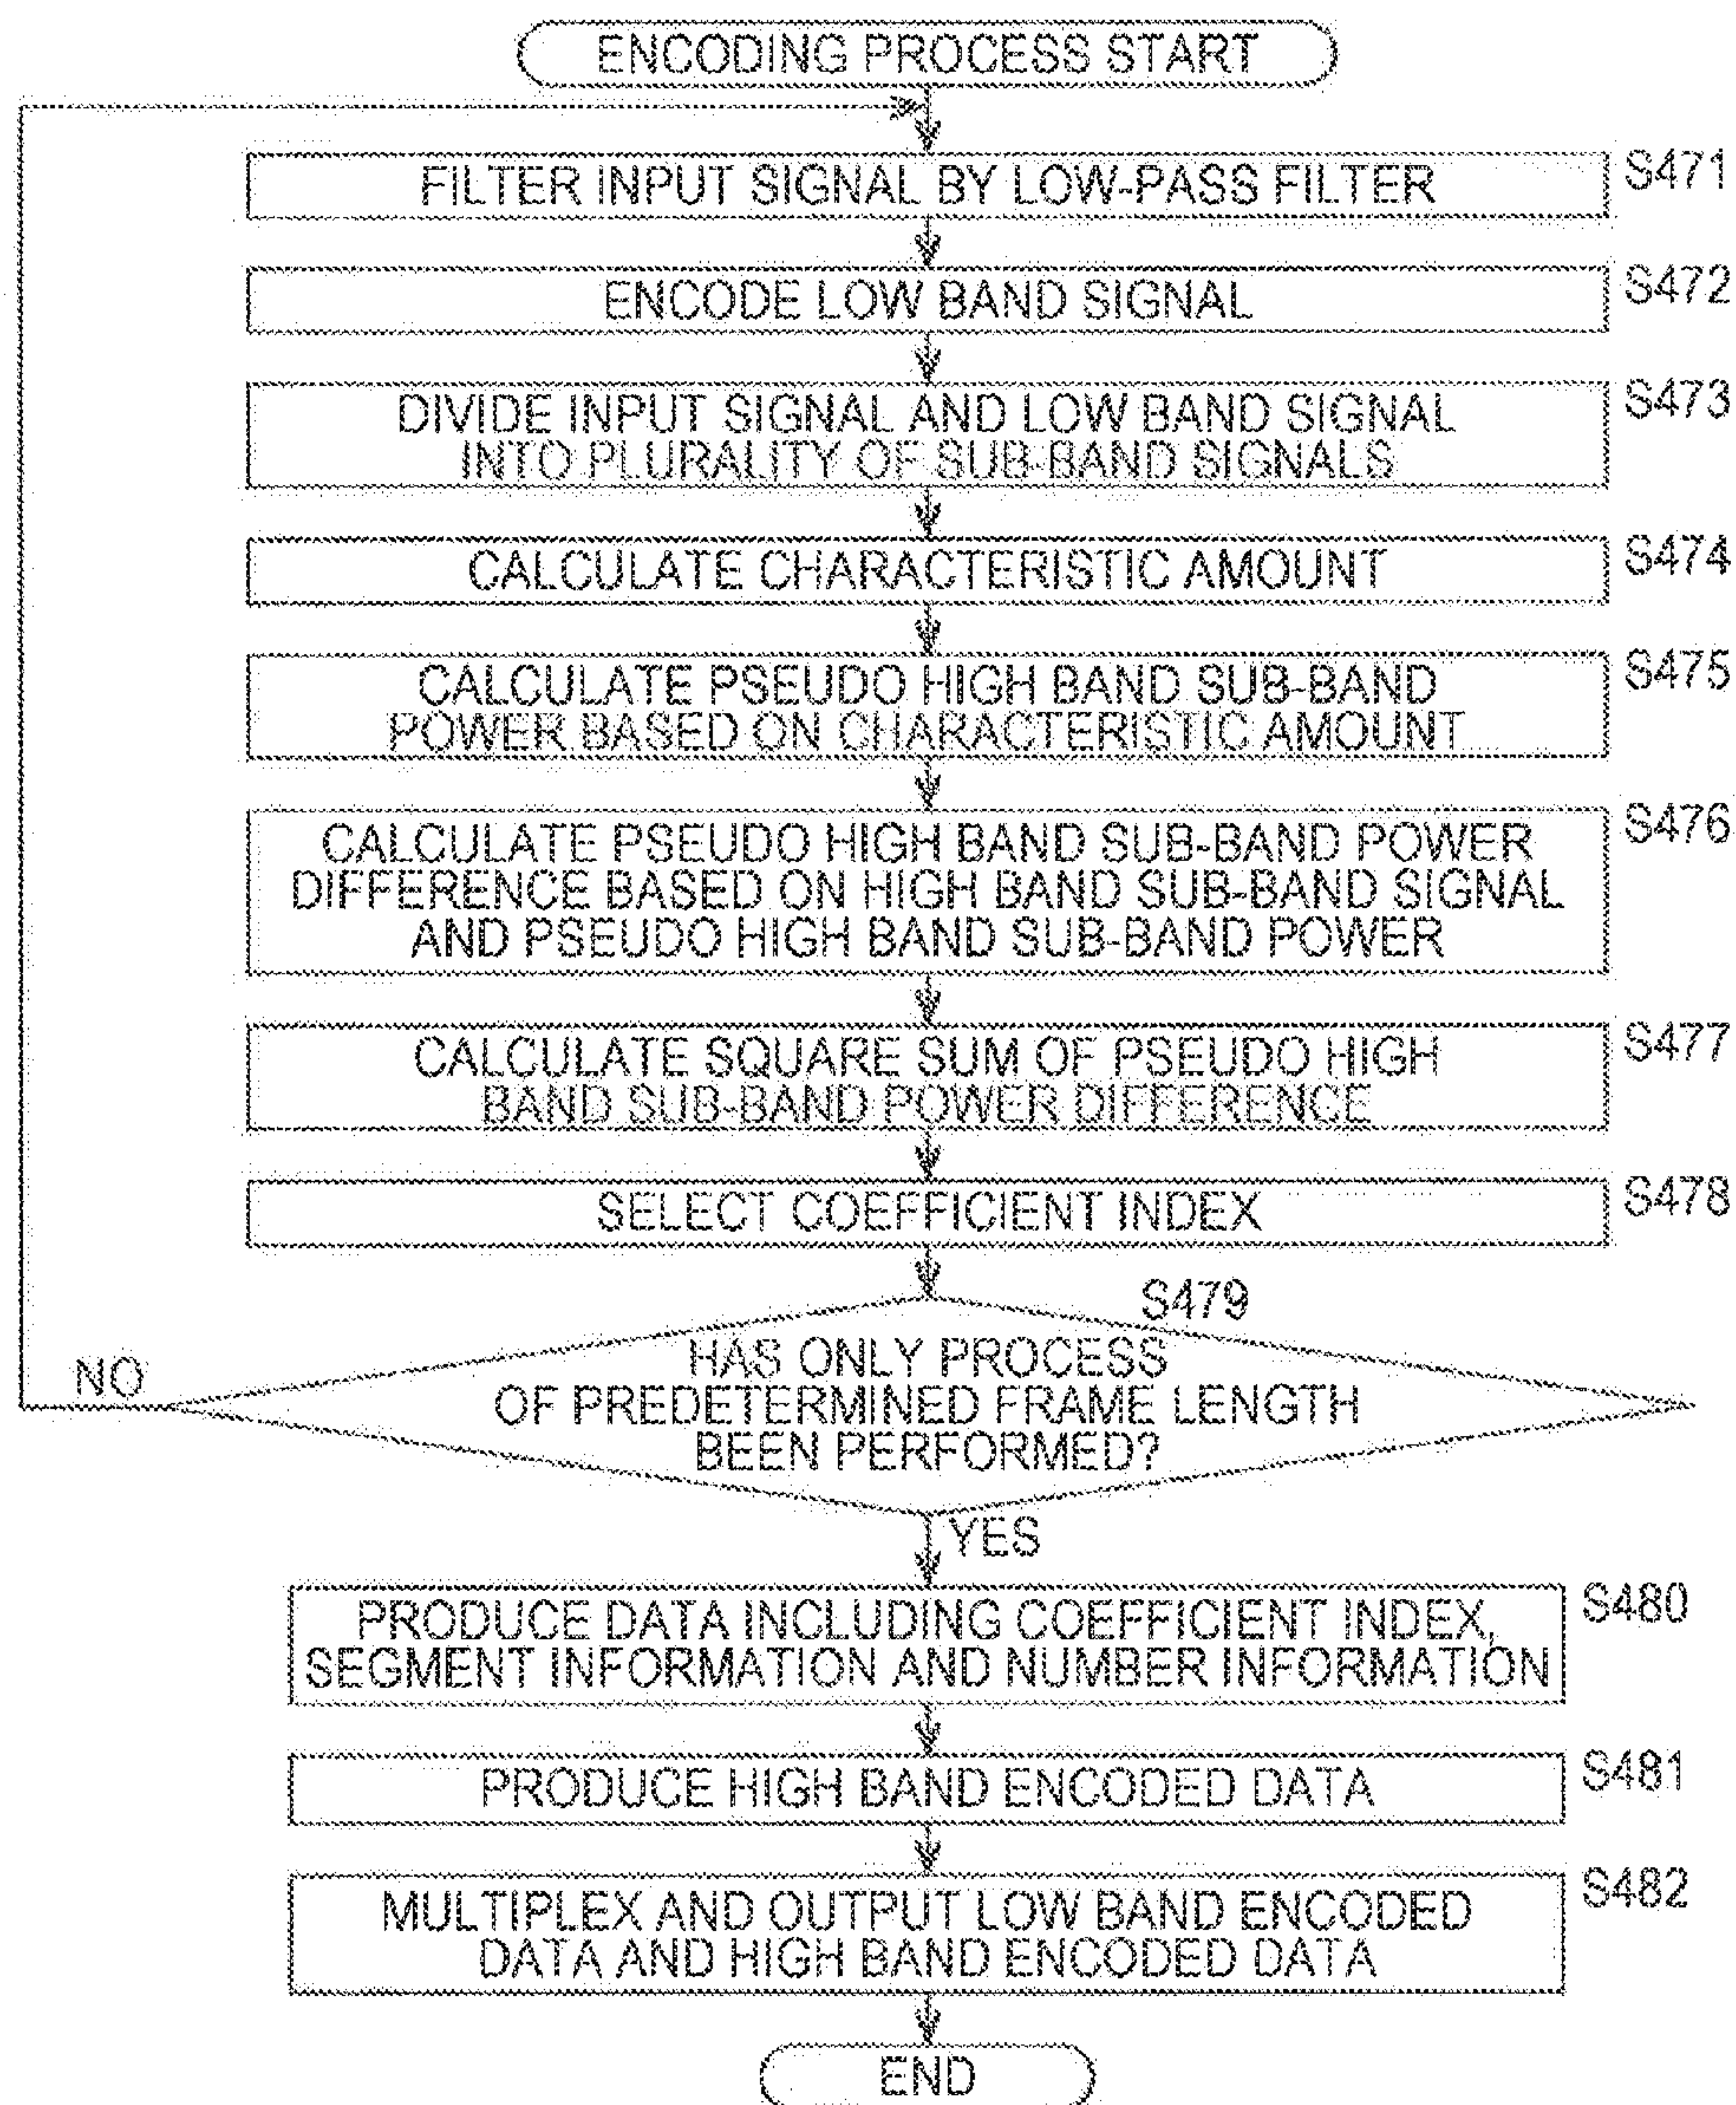 ENCODING PROCESS START
FILTER INPUT SIGNAL BY LOW-PASS FILTER
S471
ENCODE LOW BAND SIGNAL
S472
DIVIDE INPUT SIGNAL AND LOW BAND SIGNAL
INTO PLURALITY OF SUB-BAND SIGNALS
S473
CALCULATE CHARACTERISTIC AMOUNT
S474
CALCULATE PSEUDO HIGH BAND SUB-BAND
POWER BASED ON CHARACTERISTIC AMOUNT
S475
CALCULATE PSEUDO HIGH BAND SUB-BAND POWER
DIFFERENCE BASED ON HIGH BAND SUB-BAND SIGNAL
AND PSEUDO HIGH BAND SUB-BAND POWER
S476
CALCULATE SQUARE SUM OF PSEUDO HIGH
BAND SUB-BAND POWER DIFFERENCE
S477
SELECT COEFFICIENT INDEX
S478
S479
HAS ONLY PROCESS
OF PREDETERMINED FRAME LENGTH
BEEN PERFORMED?
NO
YES
PRODUCE DATA INCLUDING COEFFICIENT INDEX,
SEGMENT INFORMATION AND NUMBER INFORMATION
S480
PRODUCE HIGH BAND ENCODED DATA
S481
MULTIPLEX AND OUTPUT LOW BAND ENCODED
DATA AND HIGH BAND ENCODED DATA
S482
END